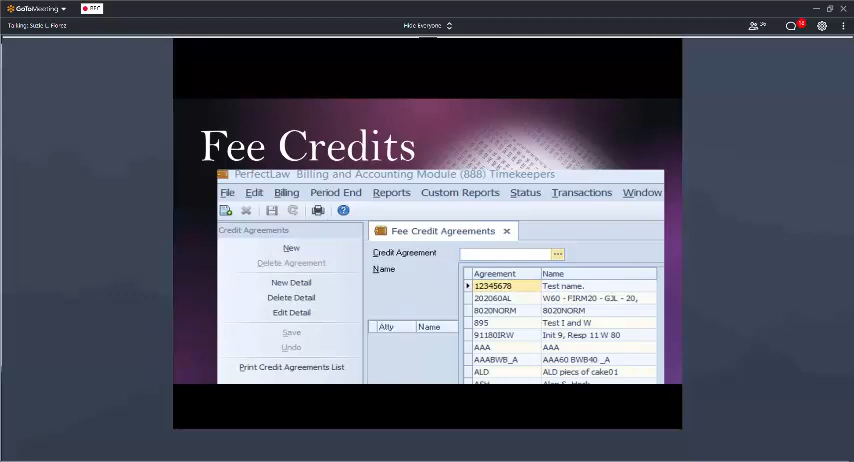 GoToMeeting
REC
Talking: Suzie L. Florez
Hide Everyone
Fee Credits
PerfectLaw Billing and Accounting Module (888) Timekeepers
File Edit Billing Period End Reports Custom Reports Status Transactions Window
Credit Agreements
New
Delete Agreement
New Detail
Delete Detail
Edit Detail
Save
Undo
Print Credit Agreements List
Fee Credit Agreements
Credit Agreement
Name
Atty Name
Agreement Name
12345678 Test name.
202060AL W60 - FIRM20 - GJL - 20,
8020NORM 8020NORM
895 Test I and W
91180IRW Init 9, Resp 11 W 80
AAA AAA
AAABWB_A AAA60 BWB40 _A
ALD ALD piecs of cake01